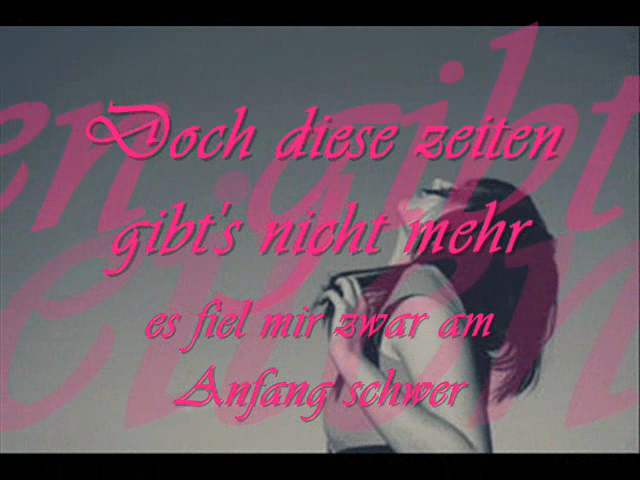 Doch diese zeiten
gibt's nicht mehr
es fiel mir zwar am
Anfang schwer